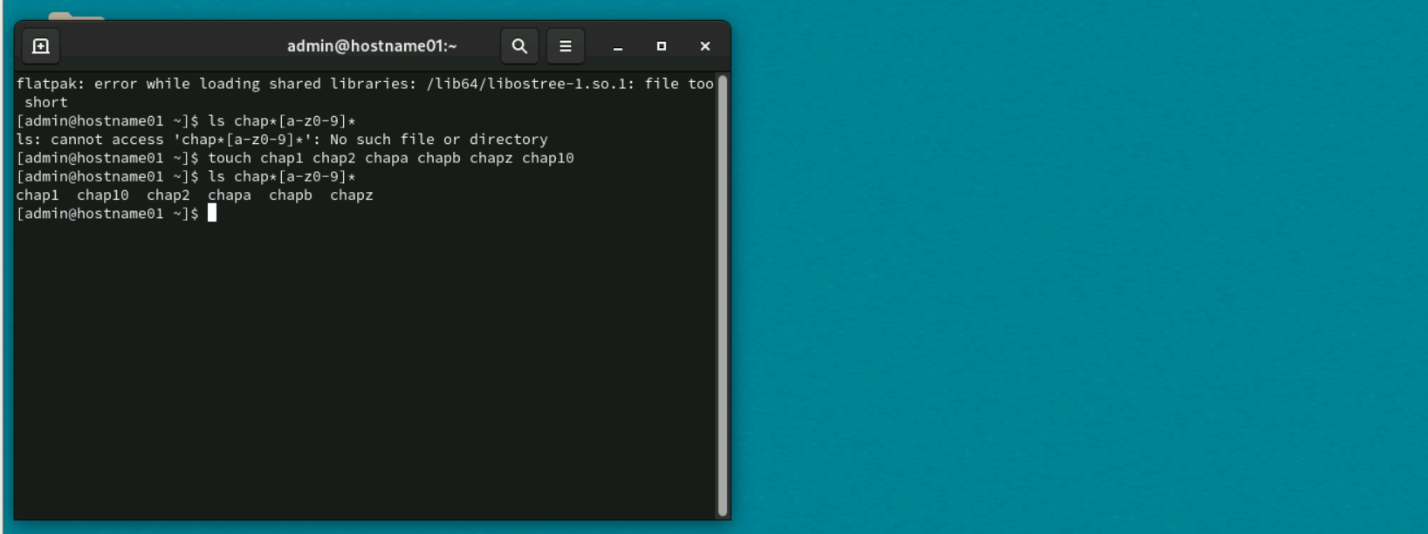 admin@hostname01:~
flatpak: error while loading shared libraries: /lib64/libostree-1.so.1: file too
 short
[admin@hostname01 ~]$ ls chap*[a-z0-9]*
ls: cannot access 'chap*[a-z0-9]*': No such file or directory
[admin@hostname01 ~]$ touch chap1 chap2 chapa chapb chapz chap10
[admin@hostname01 ~]$ ls chap*[a-z0-9]*
chap1  chap10  chap2  chapa  chapb  chapz
[admin@hostname01 ~]$